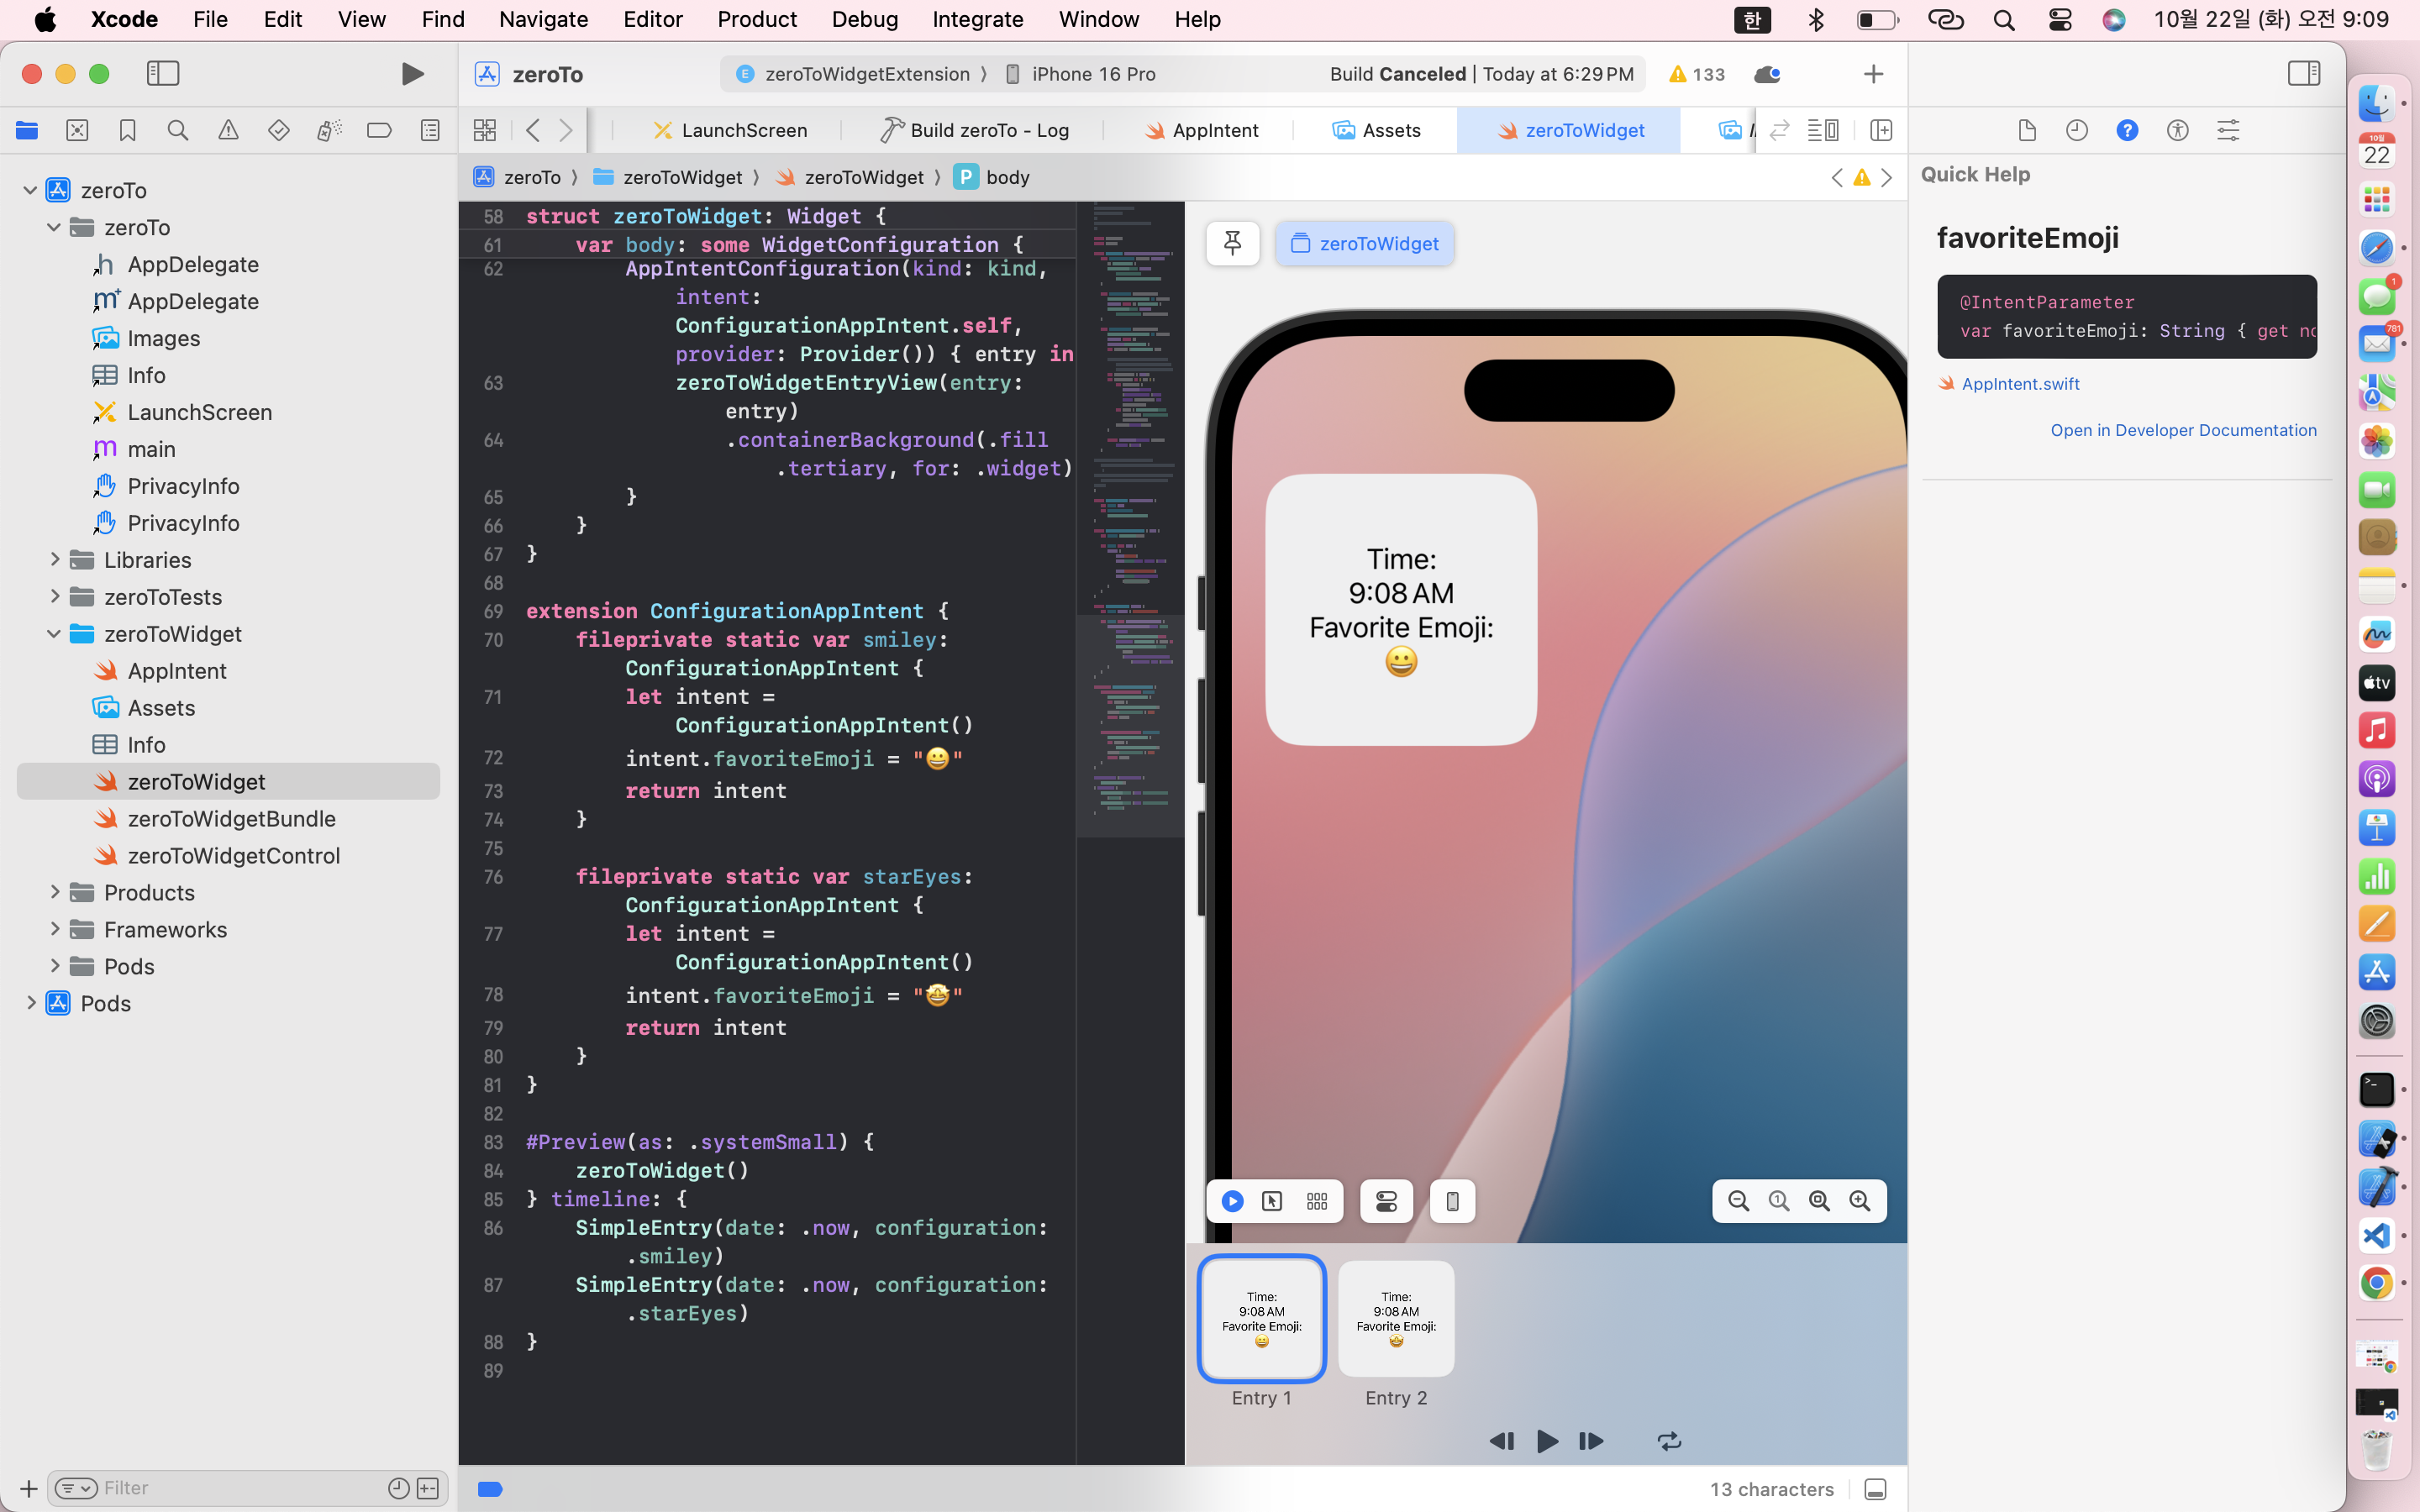 Xcode File Edit View Find Navigate Editor Product Debug Integrate Window Help 한 10월 22일 (화) 오전 9:09
zeroTo zeroToWidgetExtension iPhone 16 Pro Build Canceled | Today at 6:29 PM 133
LaunchScreen Build zeroTo - Log AppIntent Assets zeroToWidget
zeroTo zeroToWidget zeroToWidget P body
zeroTo
zeroTo
AppDelegate
AppDelegate
Images
Info
LaunchScreen
main
PrivacyInfo
PrivacyInfo
Libraries
zeroToTests
zeroToWidget
AppIntent
Assets
Info
zeroToWidget
zeroToWidgetBundle
zeroToWidgetControl
Products
Frameworks
Pods
Pods
Filter
58 struct zeroToWidget: Widget {
61 var body: some WidgetConfiguration {
62 AppIntentConfiguration(kind: kind,
intent:
ConfigurationAppIntent.self,
provider: Provider()) { entry in
63 zeroToWidgetEntryView(entry:
entry)
64 .containerBackground(.fill
.tertiary, for: .widget)
65 }
66 }
67 }
68
69 extension ConfigurationAppIntent {
70 fileprivate static var smiley:
ConfigurationAppIntent {
71 let intent =
ConfigurationAppIntent()
72 intent.favoriteEmoji = "😀"
73 return intent
74 }
75
76 fileprivate static var starEyes:
ConfigurationAppIntent {
77 let intent =
ConfigurationAppIntent()
78 intent.favoriteEmoji = "🤩"
79 return intent
80 }
81 }
82
83 #Preview(as: .systemSmall) {
84 zeroToWidget()
85 } timeline: {
86 SimpleEntry(date: .now, configuration:
.smiley)
87 SimpleEntry(date: .now, configuration:
.starEyes)
88 }
89
zeroToWidget
Time:
9:08 AM
Favorite Emoji:
😀
Time:
9:08 AM
Favorite Emoji:
😀
Entry 1
Time:
9:08 AM
Favorite Emoji:
🤩
Entry 2
13 characters
Quick Help
favoriteEmoji
@IntentParameter
var favoriteEmoji: String { get
AppIntent.swift
Open in Developer Documentation
10월
22
1
781
tv